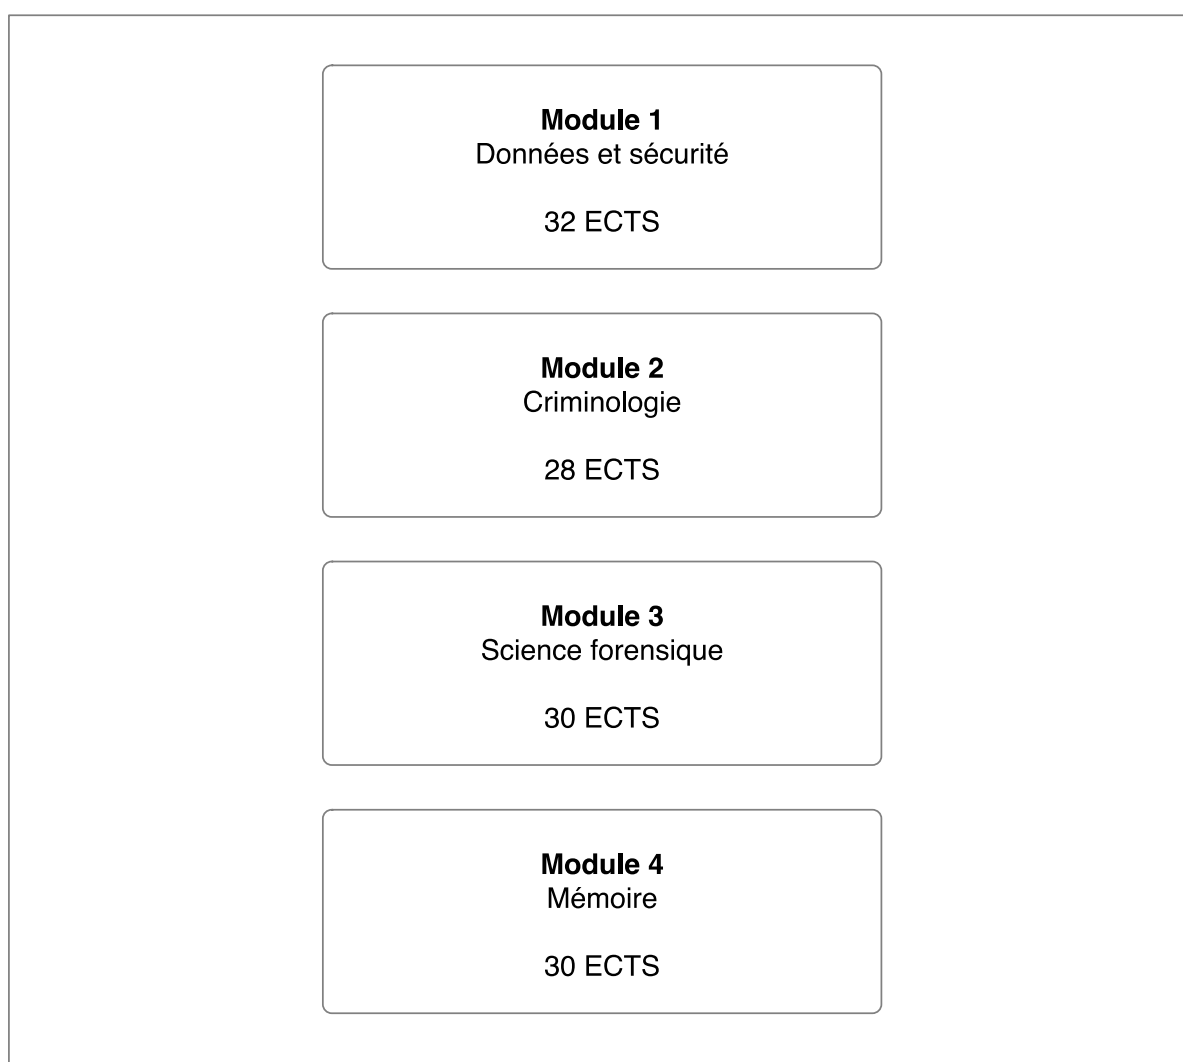 Module 1
Données et sécurité
32 ECTS
Module 2
Criminologie
28 ECTS
Module 3
Science forensique
30 ECTS
Module 4
Mémoire
30 ECTS